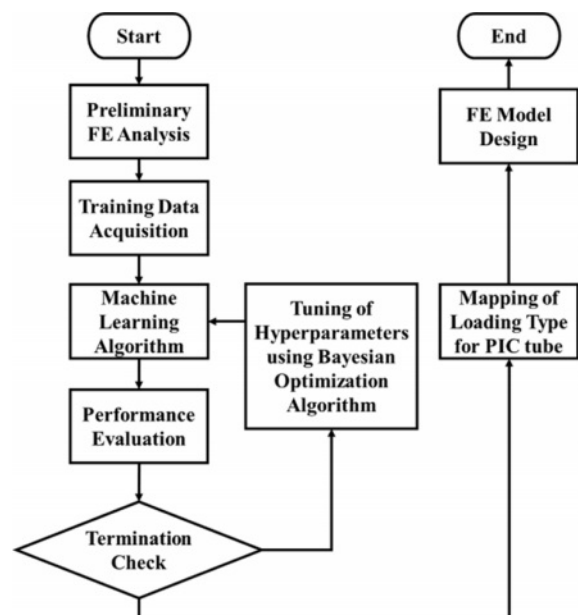 Start
Preliminary
FE Analysis
Training Data
Acquisition
Machine
Learning
Algorithm
Performance
Evaluation
Termination
Check
Tuning of
Hyperparameters
using Bayesian
Optimization
Algorithm
Mapping of
Loading Type
for PIC tube
FE Model
Design
End